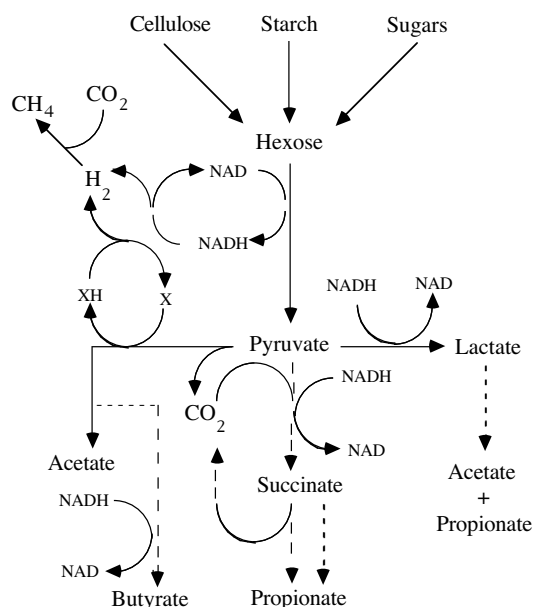 Cellulose Starch Sugars
CH4 CO2
Hexose
H2 NAD
NADH
XH X NADH NAD
Pyruvate Lactate
CO2 NADH
Acetate NAD
Succinate Acetate
NADH +
Propionate
NAD
Butyrate Propionate